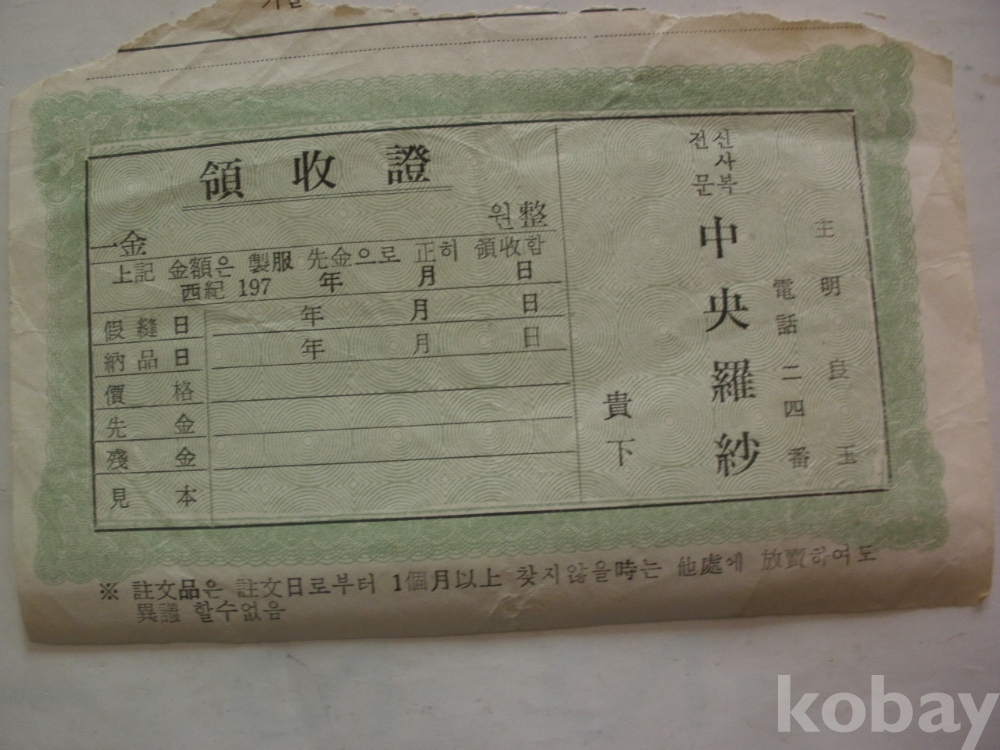 領收證
一金 원整
上記 金額은 製服 先金으로 正히 領收함
西紀 197 年 月 日
假縫日 年 月 日
納品日 年 月 日
價格
先金
殘金
見本
貴下
신사복
전문
中央羅紗
電話二四番
主 明良玉
※ 註文品은 註文日로부터 1個月以上 찾지않을時는 他處에 放賣하여도
異議 할수없음
kobay